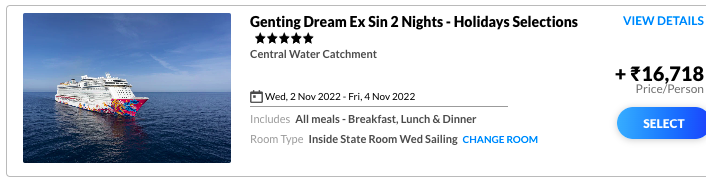 Genting Dream Ex Sin 2 Nights - Holidays Selections
VIEW DETAILS
Central Water Catchment
+ ₹16,718
Price/Person
Wed, 2 Nov 2022 - Fri, 4 Nov 2022
Includes All meals - Breakfast, Lunch & Dinner
SELECT
Room Type Inside State Room Wed Sailing CHANGE ROOM